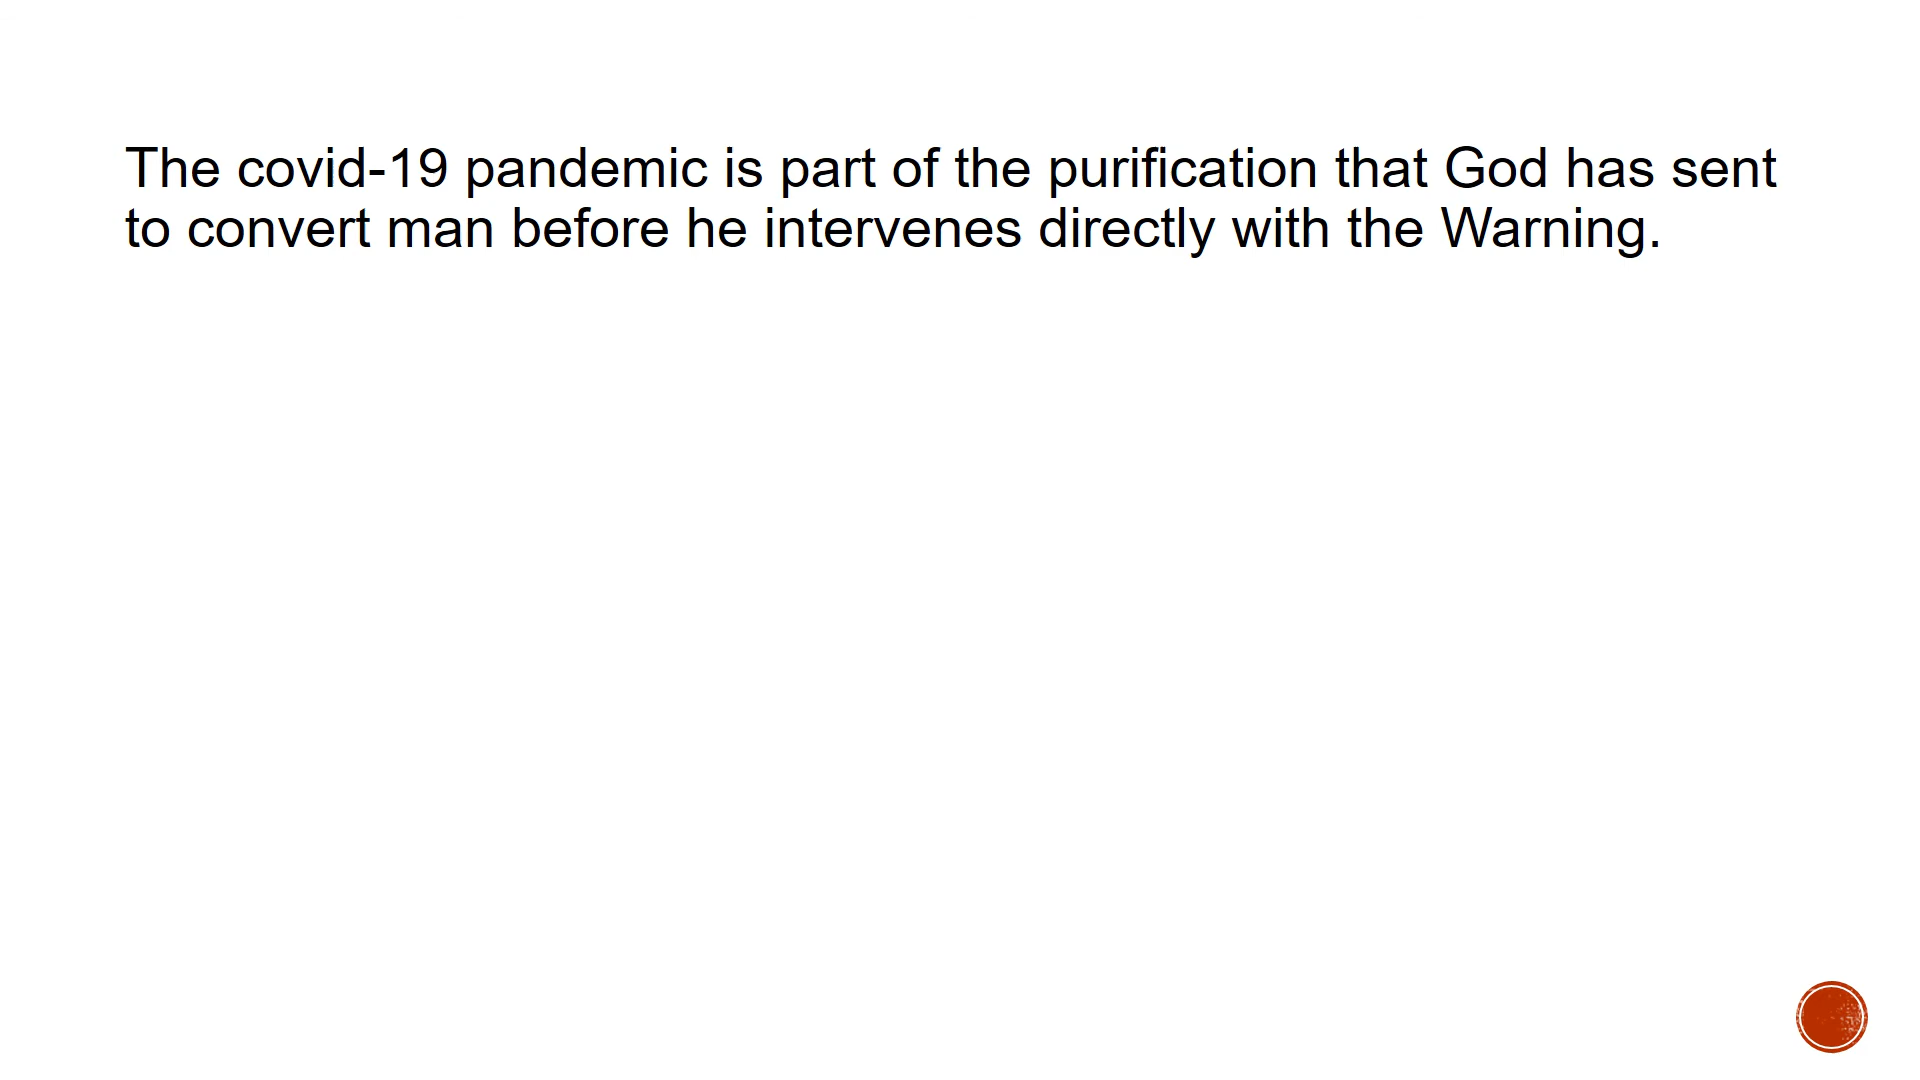 The covid-19 pandemic is part of the purification that God has sent
to convert man before he intervenes directly with the Warning.